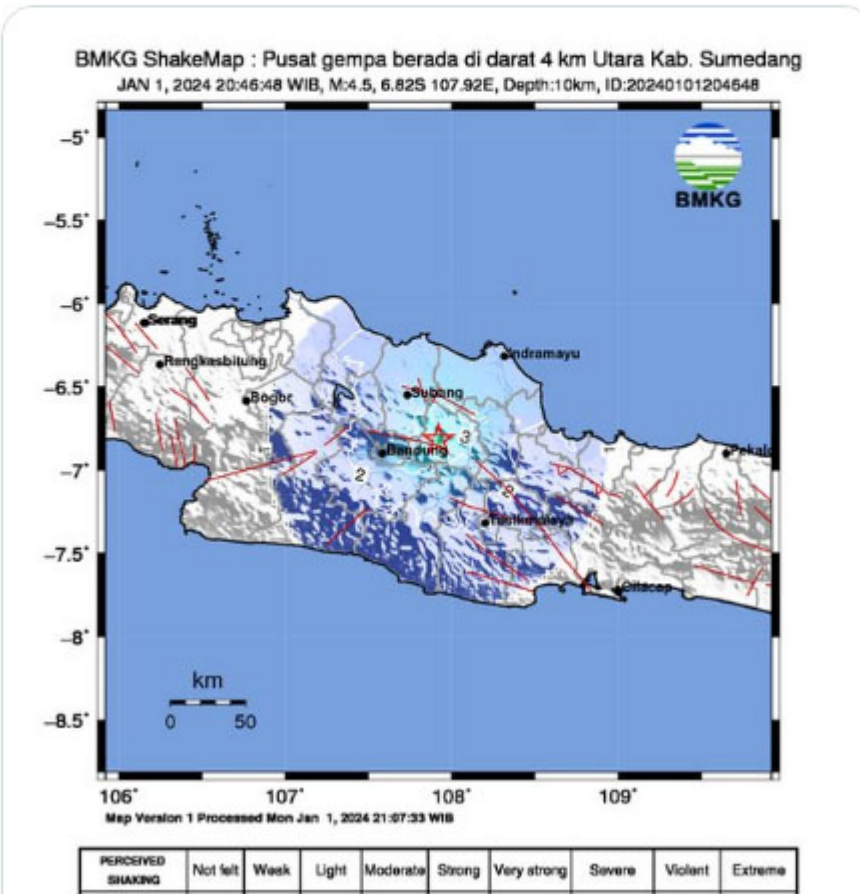 BMKG ShakeMap : Pusat gempa berada di darat 4 km Utara Kab. Sumedang
JAN 1, 2024 20:46:48 WIB, M:4.5, 6.82S 107.92E, Depth:10km, ID:20240101204648
-5°
BMKG
-5.5°
-6°
Serang
Indramayu
Rangkasbitung
-6.5°
Subang
Bogor
3
Bandung
1
Pekalo
-7°
2
2
Tasikmalaya
-7.5°
Cilacap
-8°
km
0 50
-8.5°
106° 107° 108° 109°
Map Version 1 Processed Mon Jan 1, 2024 21:07:33 WIB
PERCEIVED SHAKING Not felt Weak Light Moderate Strong Very strong Severe Violent Extreme